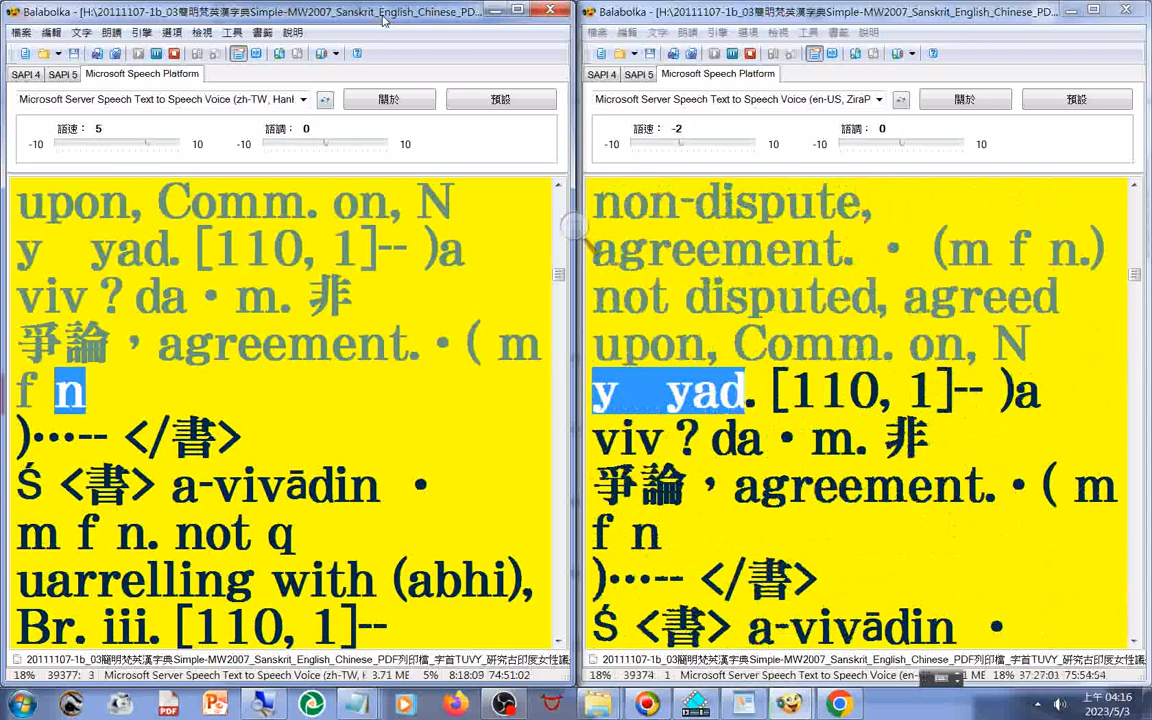 Balabolka - [H:\20111107-1b_03簡明梵英漢字典Simple-MW2007_Sanskrit_English_Chinese_PD...
檔案 編輯 文字 朗讀 引擎 選項 檢視 工具 書籤 說明
SAPI 4 SAPI 5 Microsoft Speech Platform
Microsoft Server Speech Text to Speech Voice (zh-TW, Hanl 關於 預設
語速： 5 語調： 0
-10 10 -10 10
upon, Comm. on, N
y yad. [110, 1]-- )a
viv？da‧m. 非
爭論，agreement.‧( m
f n
)…-- </書>
Ś <書> a-vivādin ‧
m f n. not q
uarrelling with (abhi),
Br. iii. [110, 1]--
20111107-1b_03簡明梵英漢字典Simple-MW2007_Sanskrit_English_Chinese_PDF列印檔_字首TUVY_研究古印度女性議
18% 39377: 3 Microsoft Server Speech Text to Speech Voice (zh-TW, H 3.71 ME 5% 8:18:09 74:51:02
Balabolka - [H:\20111107-1b_03簡明梵英漢字典Simple-MW2007_Sanskrit_English_Chinese_PD...
檔案 編輯 文字 朗讀 引擎 選項 檢視 工具 書籤 說明
SAPI 4 SAPI 5 Microsoft Speech Platform
Microsoft Server Speech Text to Speech Voice (en-US, ZiraP 關於 預設
語速： -2 語調： 0
-10 10 -10 10
non-dispute,
agreement. ‧ (m f n.)
not disputed, agreed
upon, Comm. on, N
y yad. [110, 1]-- )a
viv？da‧m. 非
爭論，agreement.‧( m
f n
)…-- </書>
Ś <書> a-vivādin ‧
20111107-1b_03簡明梵英漢字典Simple-MW2007_Sanskrit_English_Chinese_PDF列印檔_字首TUVY_研究古印度女性議
18% 39374: 1 Microsoft Server Speech Text to Speech Voice (en- 18% 37:27:01 75:54:54
上午 04:16
2023/5/3